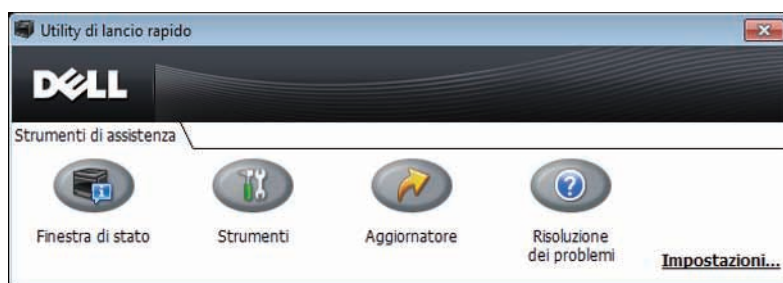 Utility di lancio rapido
DELL
Strumenti di assistenza
Finestra di stato
Strumenti
Aggiornatore
Risoluzione
dei problemi
Impostazioni...